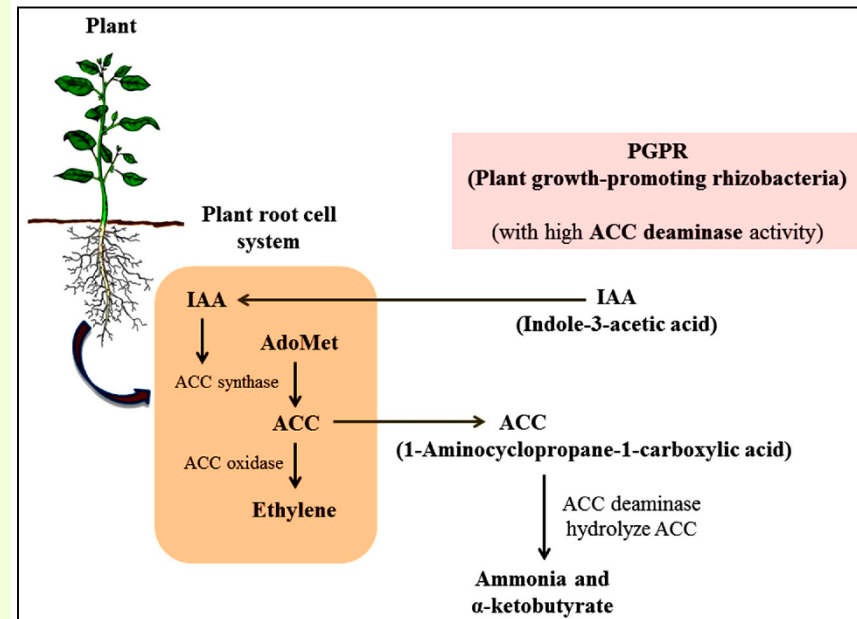 Plant
PGPR
(Plant growth-promoting rhizobacteria)
(with high ACC deaminase activity)
Plant root cell
system
IAA
IAA
(Indole-3-acetic acid)
AdoMet
ACC synthase
ACC
ACC
(1-Aminocyclopropane-1-carboxylic acid)
ACC oxidase
Ethylene
ACC deaminase
hydrolyze ACC
Ammonia and
α-ketobutyrate